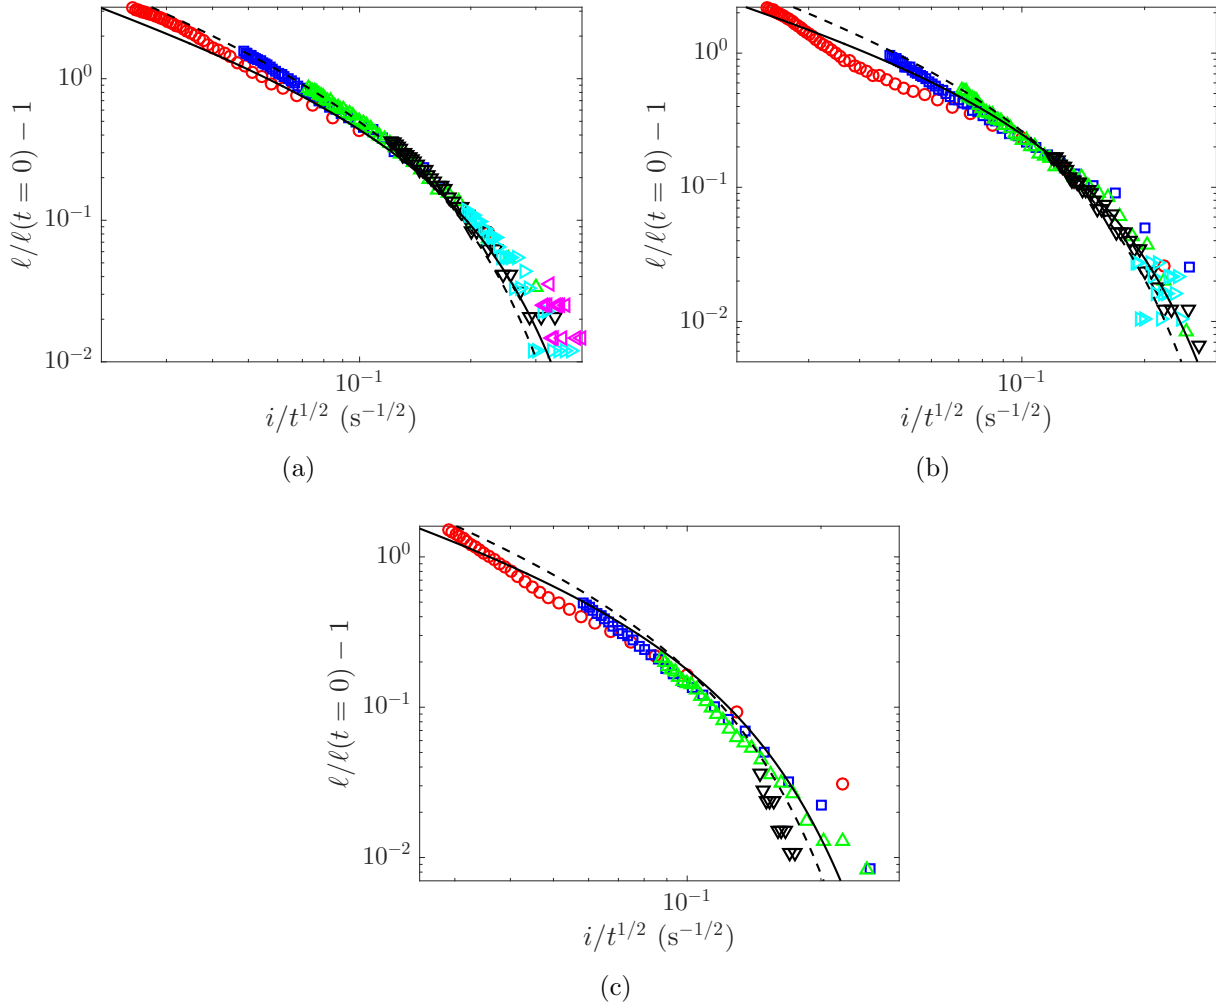 10^0
10^{-1}
10^{-2}
ℓ/ℓ(t = 0) − 1
10^{-1}
i/t^{1/2} (s^{-1/2})
(a)
10^0
10^{-1}
10^{-2}
ℓ/ℓ(t = 0) − 1
10^{-1}
i/t^{1/2} (s^{-1/2})
(b)
10^0
10^{-1}
10^{-2}
ℓ/ℓ(t = 0) − 1
10^{-1}
i/t^{1/2} (s^{-1/2})
(c)